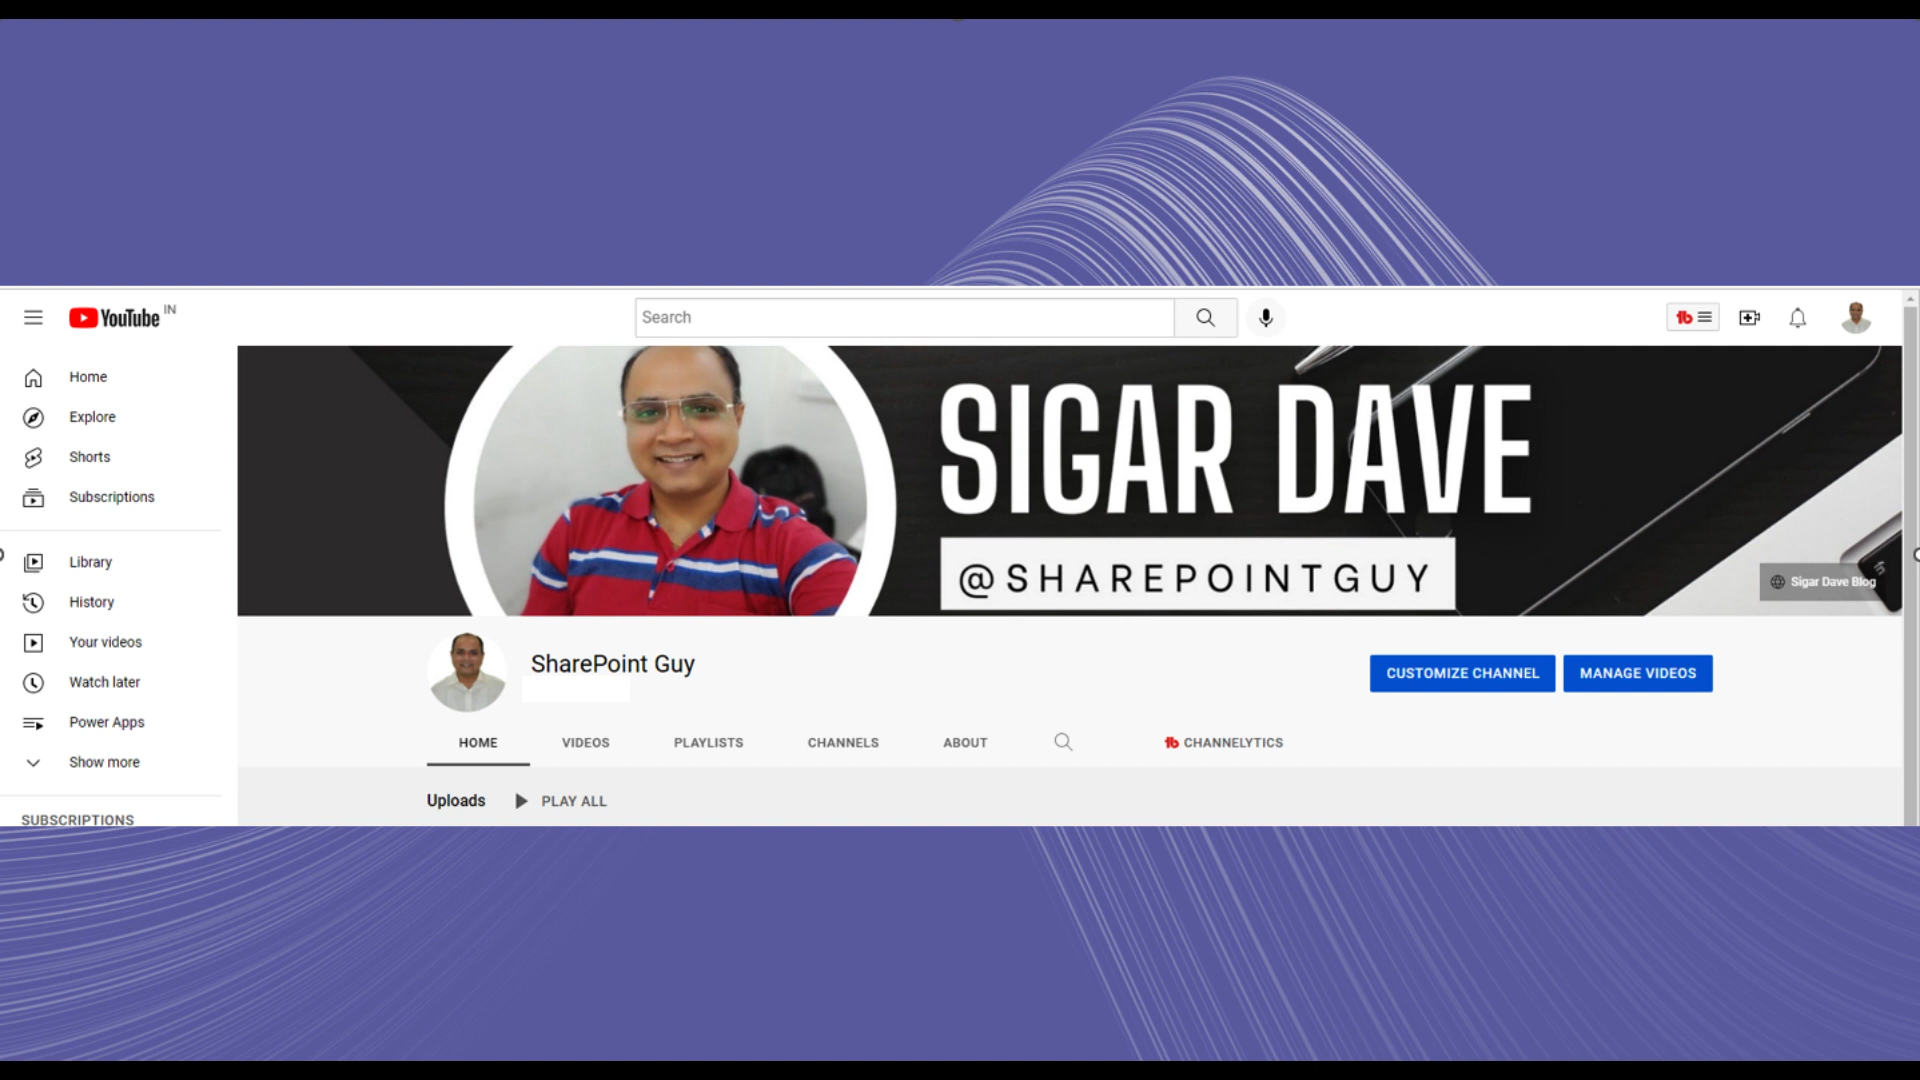 YouTube IN
Search
Home
Explore
Shorts
Subscriptions
Library
History
Your videos
Watch later
Power Apps
Show more
SUBSCRIPTIONS
SIGAR DAVE
@SHAREPOINTGUY
Sigar Dave Blog
SharePoint Guy
CUSTOMIZE CHANNEL
MANAGE VIDEOS
HOME VIDEOS PLAYLISTS CHANNELS ABOUT CHANNELYTICS
Uploads PLAY ALL